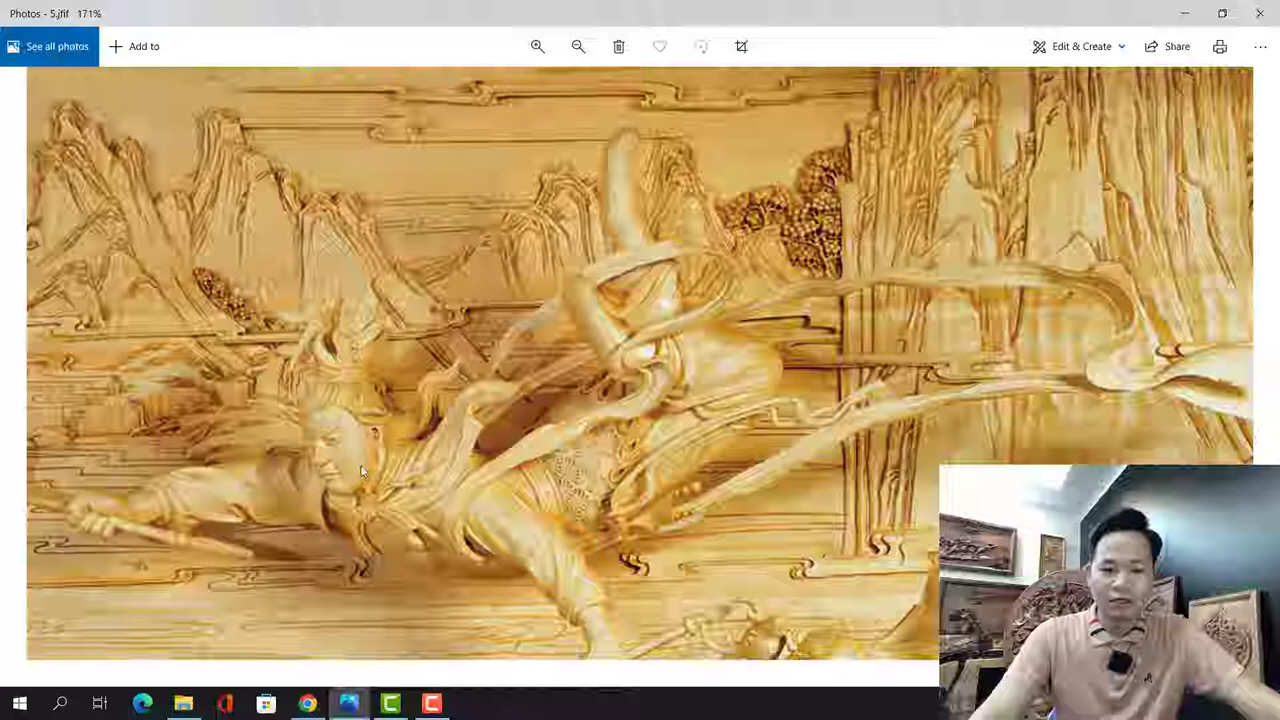 Photos - 5.jfif 171%
See all photos
Add to
Edit & Create
Share